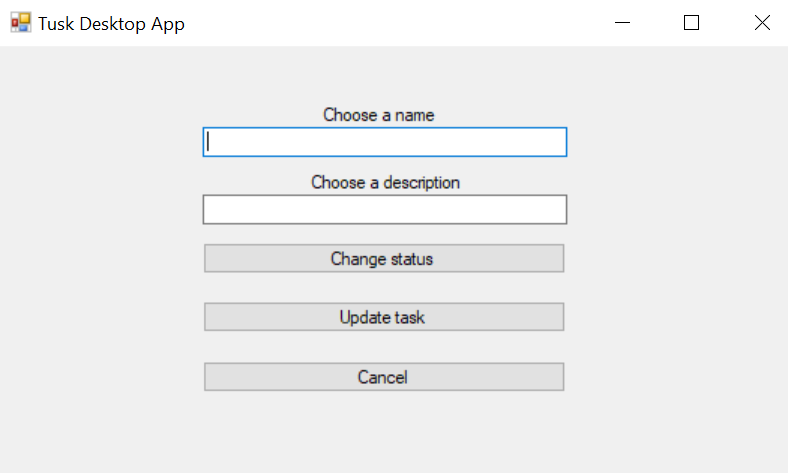 Tusk Desktop App
Choose a name
Choose a description
Change status
Update task
Cancel